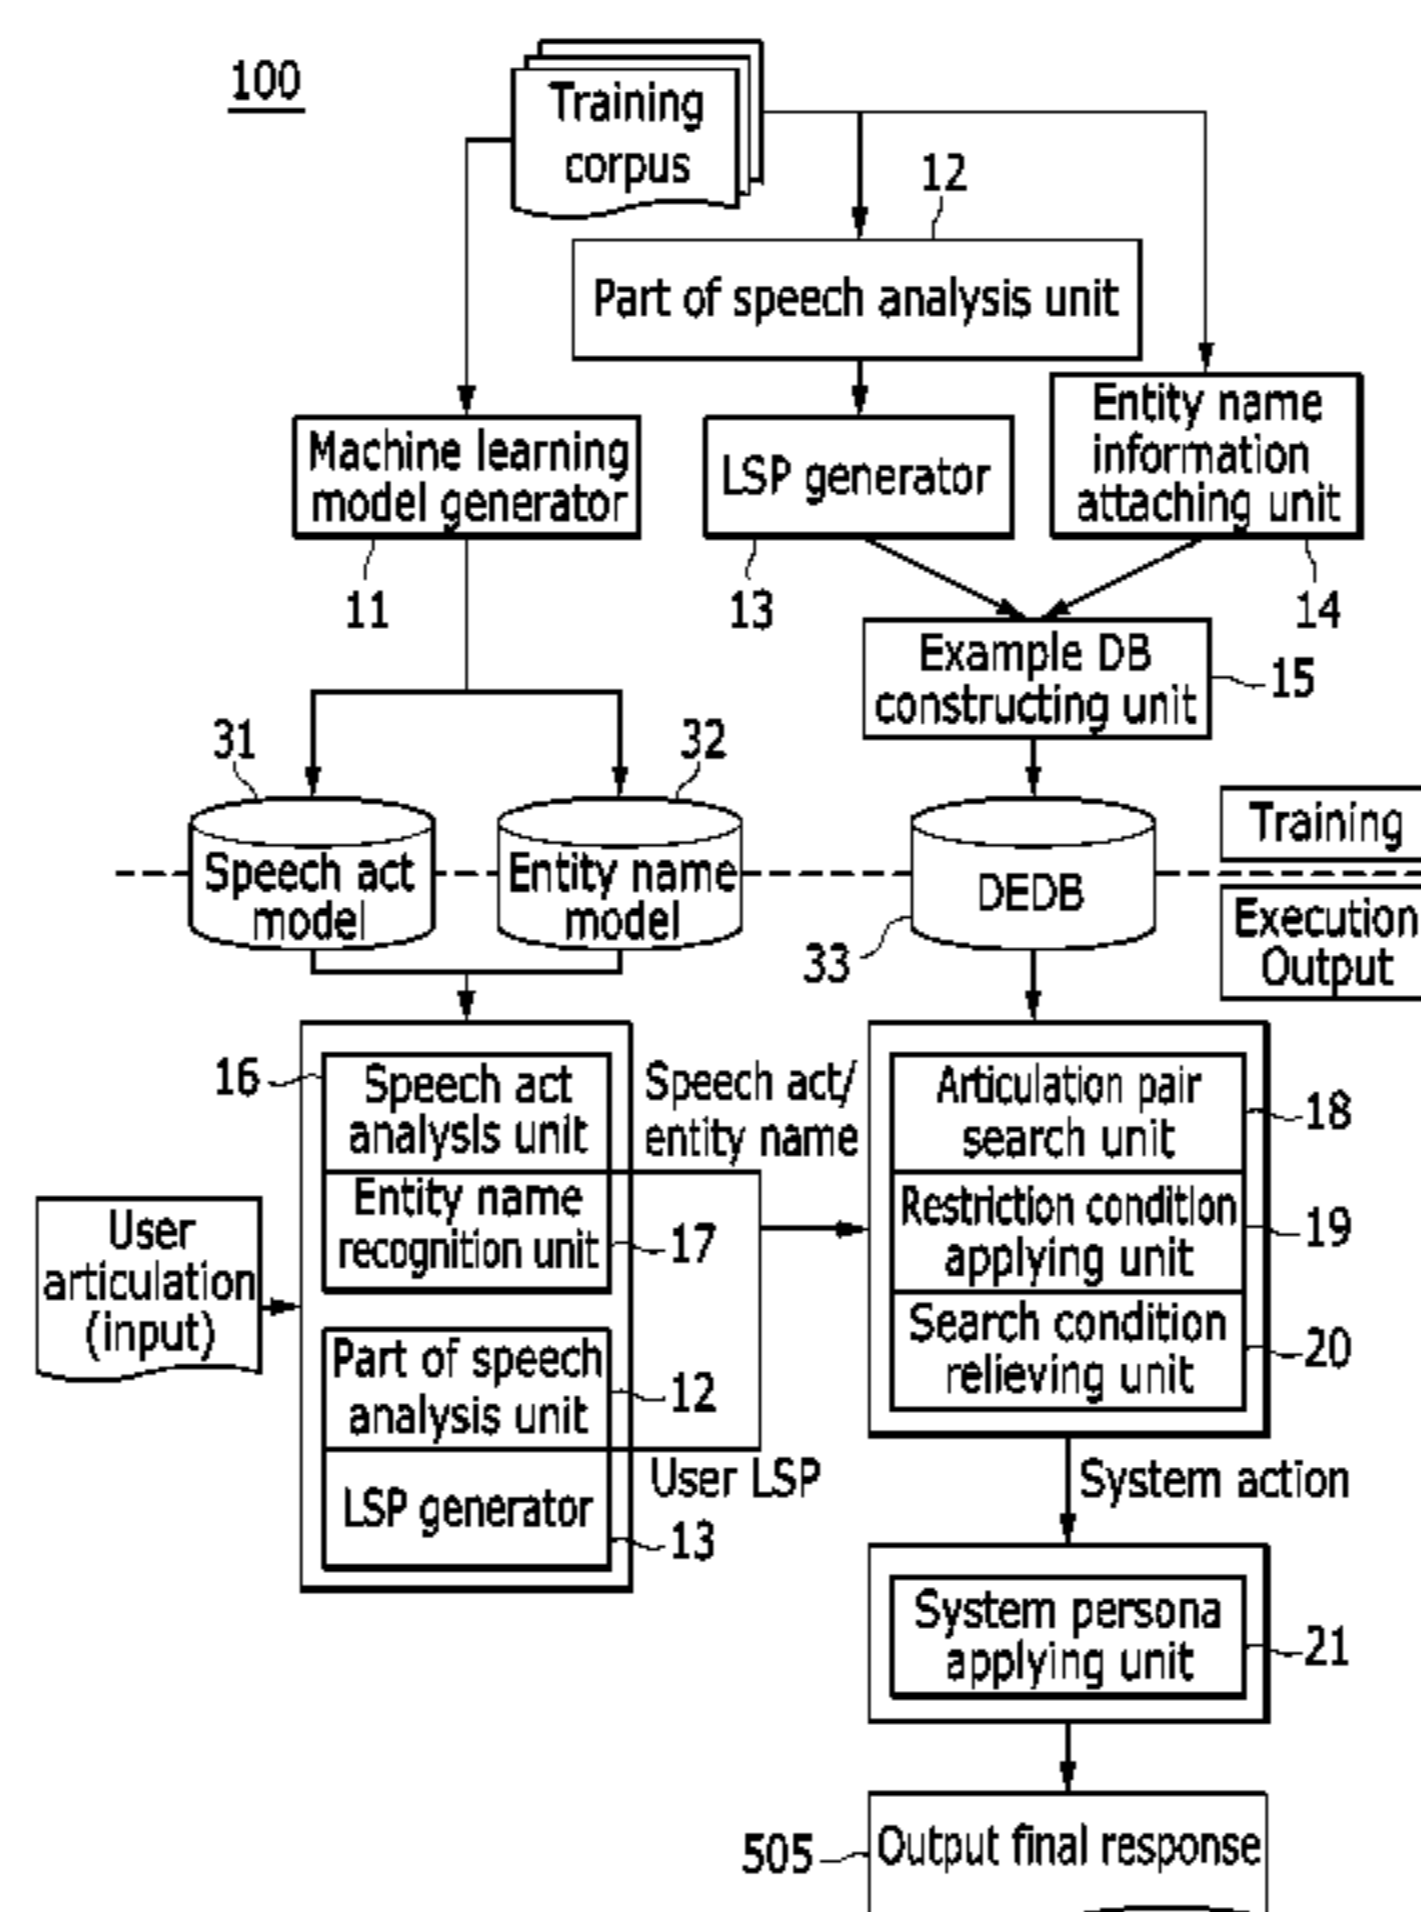 100
Training
corpus
12
Part of speech analysis unit
Machine learning
model generator
11
LSP generator
13
Entity name
information
attaching unit
14
Example DB
constructing unit
15
31
Speech act
model
32
Entity name
model
DEDB
33
Training
Execution
Output
16
Speech act
analysis unit
Entity name
recognition unit
17
Speech act/
entity name
User
articulation
(input)
Part of speech
analysis unit
12
LSP generator
13
User LSP
Articulation pair
search unit
18
Restriction condition
applying unit
19
Search condition
relieving unit
20
System action
System persona
applying unit
21
505
Output final response